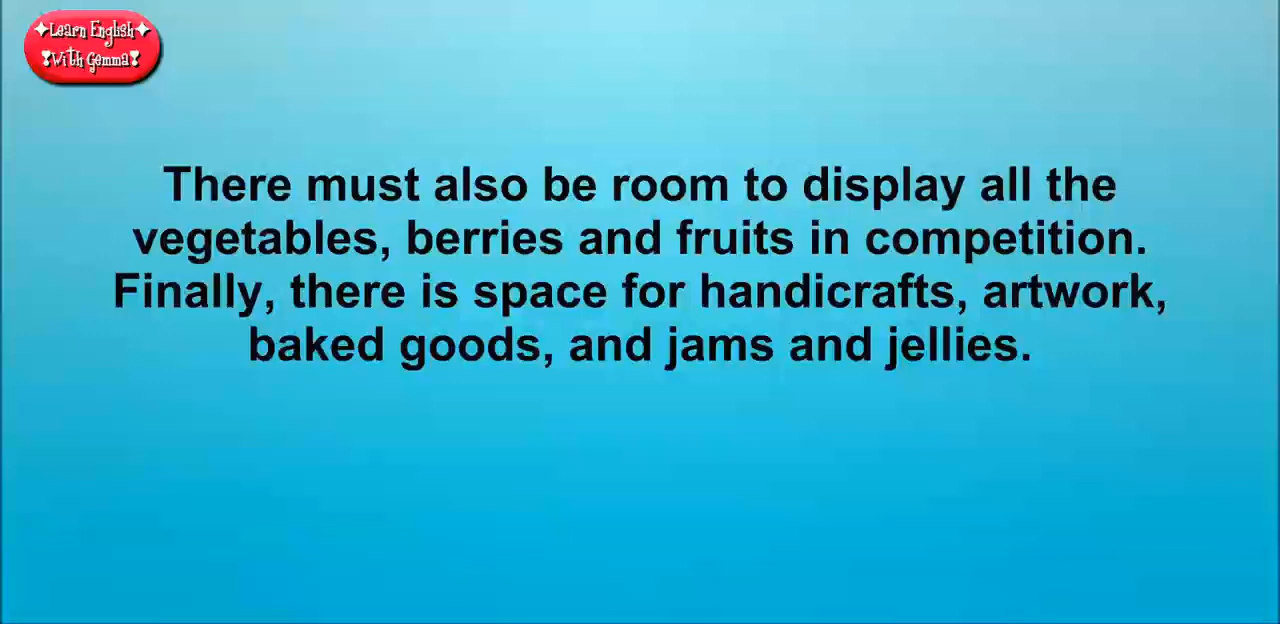 Learn English
With Gemma
There must also be room to display all the
vegetables, berries and fruits in competition.
Finally, there is space for handicrafts, artwork,
baked goods, and jams and jellies.